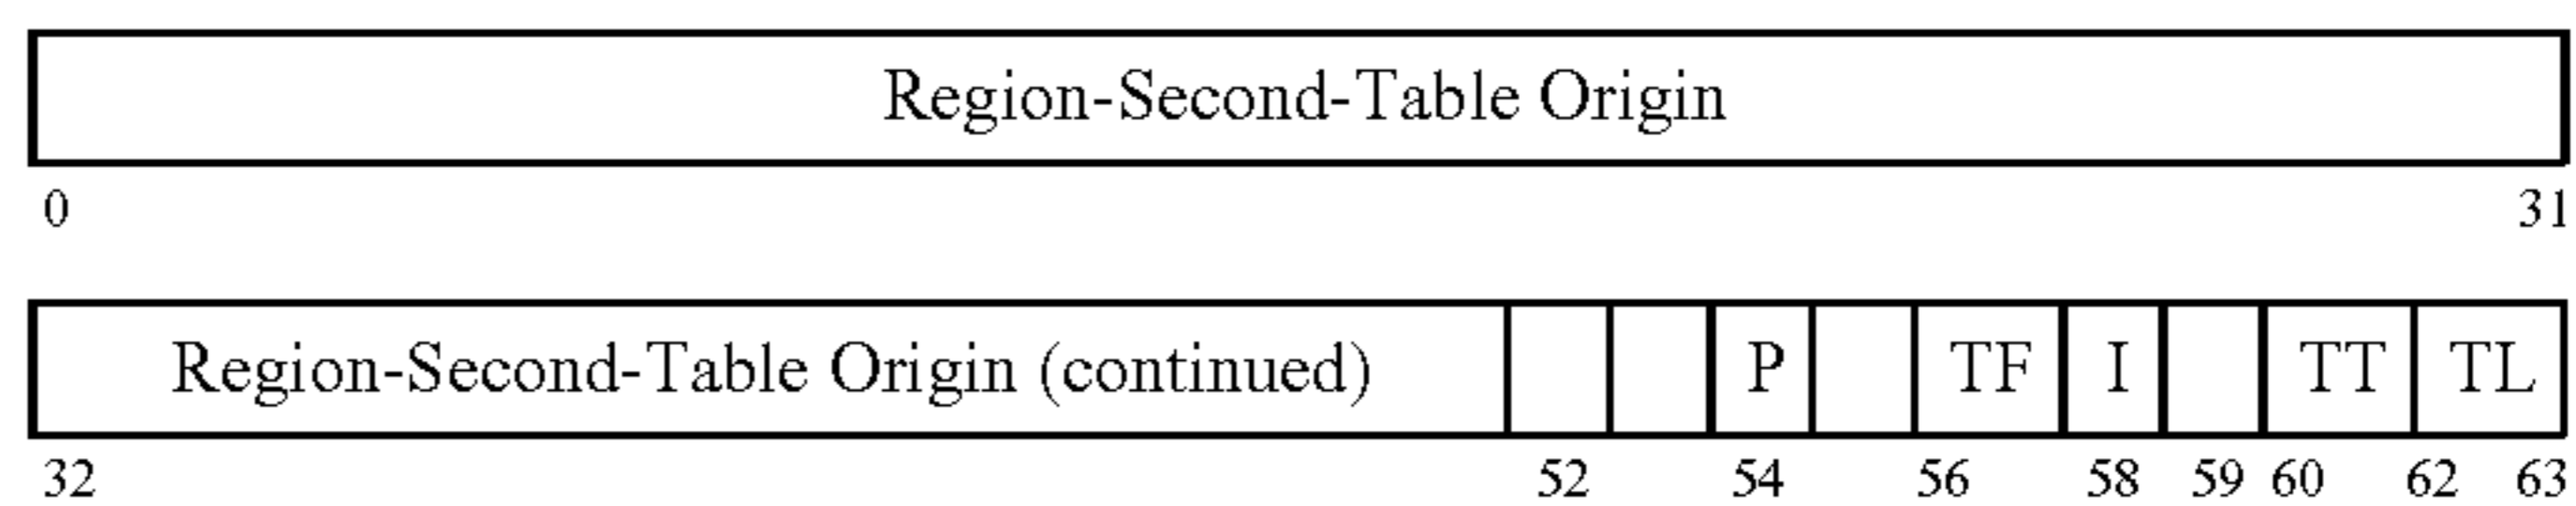 Region-Second-Table Origin
0 31
Region-Second-Table Origin (continued) P TF I TT TL
32 52 54 56 58 59 60 62 63